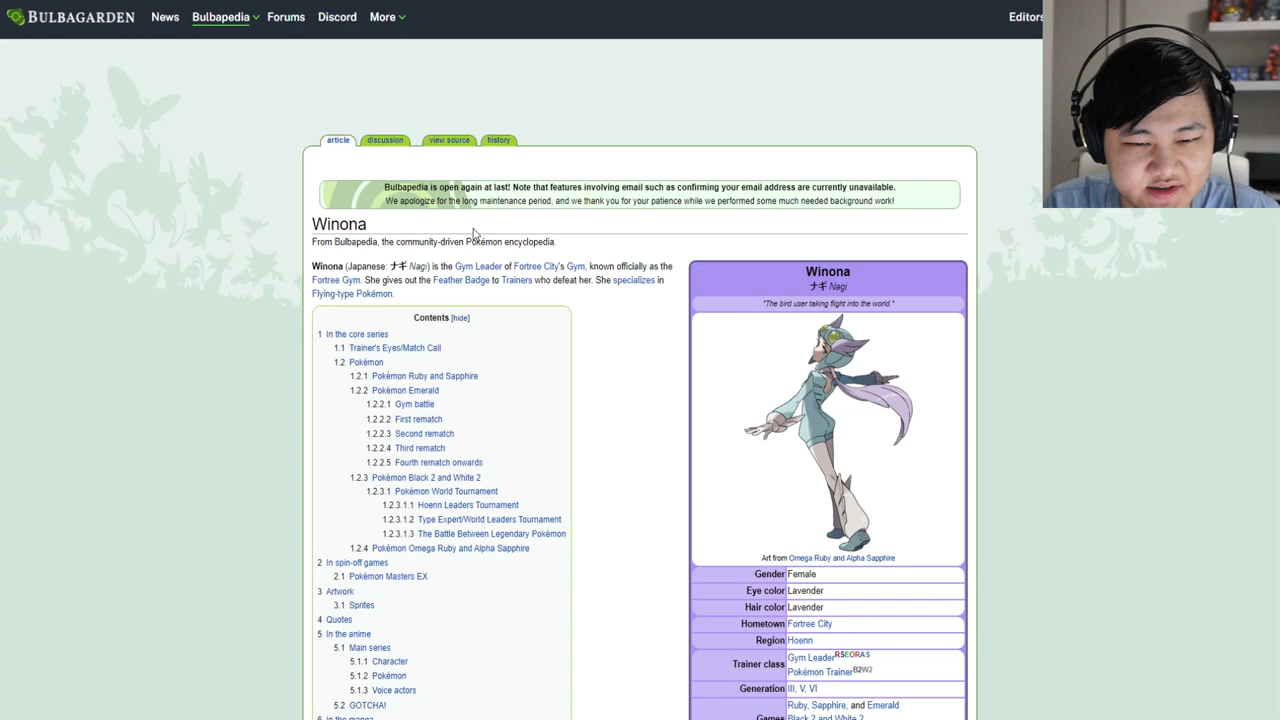 BULBAGARDEN News Bulbapedia Forums Discord More Editors
article discussion view source history
Bulbapedia is open again at last! Note that features involving email such as confirming your email address are currently unavailable.
We apologize for the long maintenance period, and we thank you for your patience while we performed some much needed background work!
Winona
From Bulbapedia, the community-driven Pokémon encyclopedia.
Winona (Japanese: ナギ Nagi) is the Gym Leader of Fortree City's Gym, known officially as the
Fortree Gym. She gives out the Feather Badge to Trainers who defeat her. She specializes in
Flying-type Pokémon.
Contents [hide]
1 In the core series
1.1 Trainer's Eyes/Match Call
1.2 Pokémon
1.2.1 Pokémon Ruby and Sapphire
1.2.2 Pokémon Emerald
1.2.2.1 Gym battle
1.2.2.2 First rematch
1.2.2.3 Second rematch
1.2.2.4 Third rematch
1.2.2.5 Fourth rematch onwards
1.2.3 Pokémon Black 2 and White 2
1.2.3.1 Pokémon World Tournament
1.2.3.1.1 Hoenn Leaders Tournament
1.2.3.1.2 Type Expert/World Leaders Tournament
1.2.3.1.3 The Battle Between Legendary Pokémon
1.2.4 Pokémon Omega Ruby and Alpha Sapphire
2 In spin-off games
2.1 Pokémon Masters EX
3 Artwork
3.1 Sprites
4 Quotes
5 In the anime
5.1 Main series
5.1.1 Character
5.1.2 Pokémon
5.1.3 Voice actors
5.2 GOTCHA!
6 In the manga
Winona
ナギ Nagi
"The bird user taking flight into the world."
Art from Omega Ruby and Alpha Sapphire
Gender Female
Eye color Lavender
Hair color Lavender
Hometown Fortree City
Region Hoenn
Trainer class Gym Leader RSEORAS
Pokémon Trainer B2W2
Generation III, V, VI
Games Ruby, Sapphire, and Emerald
Black 2 and White 2